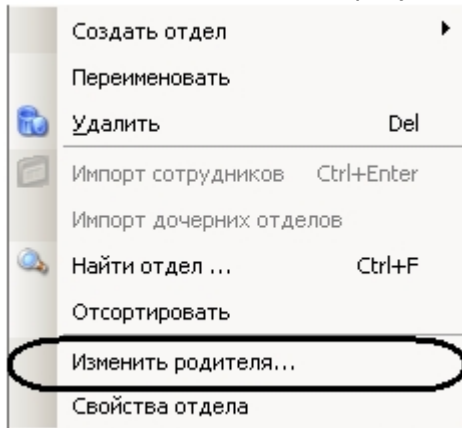 Создать отдел
Переименовать
Удалить Del
Импорт сотрудников Ctrl+Enter
Импорт дочерних отделов
Найти отдел ... Ctrl+F
Отсортировать
Изменить родителя...
Свойства отдела